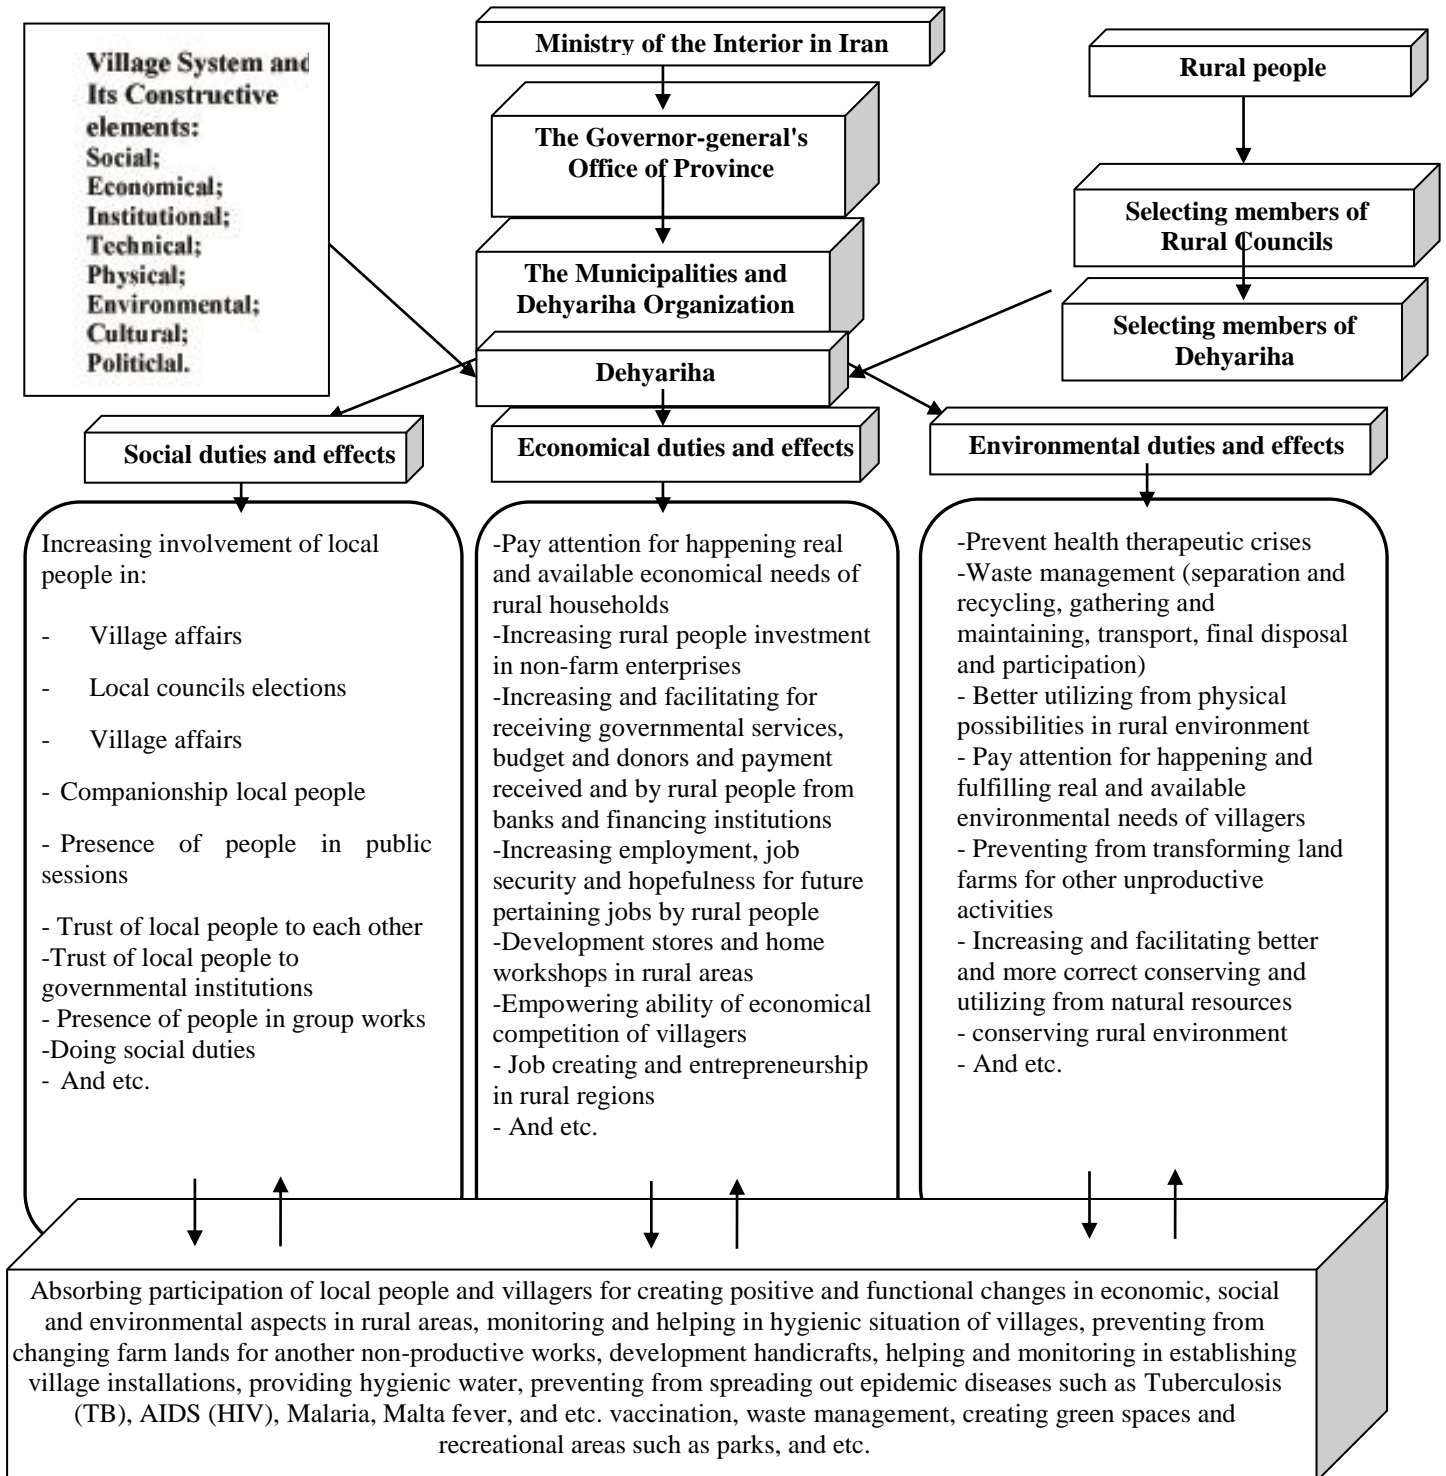 Village System and
Its Constructive
elements:
Social;
Economical;
Institutional;
Technical;
Physical;
Environmental;
Cultural;
Politiclal.
Ministry of the Interior in Iran
The Governor-general's
Office of Province
The Municipalities and
Dehyariha Organization
Dehyariha
Rural people
Selecting members of
Rural Councils
Selecting members of
Dehyariha
Social duties and effects
Economical duties and effects
Environmental duties and effects
Increasing involvement of local
people in:
- Village affairs
- Local councils elections
- Village affairs
- Companionship local people
- Presence of people in public
sessions
- Trust of local people to each other
-Trust of local people to
governmental institutions
- Presence of people in group works
-Doing social duties
- And etc.
-Pay attention for happening real
and available economical needs of
rural households
-Increasing rural people investment
in non-farm enterprises
-Increasing and facilitating for
receiving governmental services,
budget and donors and payment
received and by rural people from
banks and financing institutions
-Increasing employment, job
security and hopefulness for future
pertaining jobs by rural people
-Development stores and home
workshops in rural areas
-Empowering ability of economical
competition of villagers
- Job creating and entrepreneurship
in rural regions
- And etc.
-Prevent health therapeutic crises
-Waste management (separation and
recycling, gathering and
maintaining, transport, final disposal
and participation)
- Better utilizing from physical
possibilities in rural environment
- Pay attention for happening and
fulfilling real and available
environmental needs of villagers
- Preventing from transforming land
farms for other unproductive
activities
- Increasing and facilitating better
and more correct conserving and
utilizing from natural resources
- conserving rural environment
- And etc.
Absorbing participation of local people and villagers for creating positive and functional changes in economic, social
and environmental aspects in rural areas, monitoring and helping in hygienic situation of villages, preventing from
changing farm lands for another non-productive works, development handicrafts, helping and monitoring in establishing
village installations, providing hygienic water, preventing from spreading out epidemic diseases such as Tuberculosis
(TB), AIDS (HIV), Malaria, Malta fever, and etc. vaccination, waste management, creating green spaces and
recreational areas such as parks, and etc.